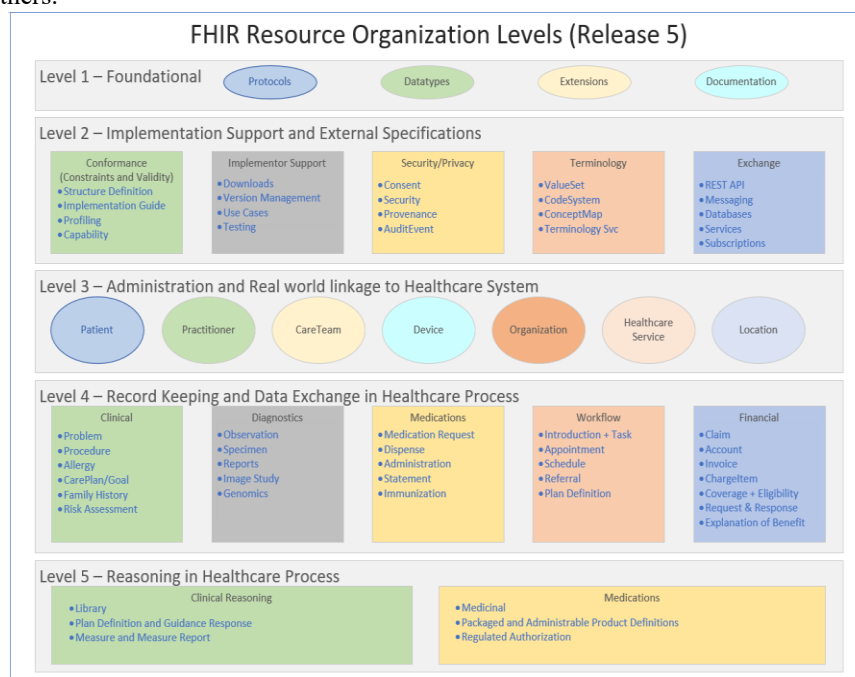 thers.
FHIR Resource Organization Levels (Release 5)
Level 1 – Foundational
Protocols
Datatypes
Extensions
Documentation
Level 2 – Implementation Support and External Specifications
Conformance
(Constraints and Validity)
•Structure Definition
•Implementation Guide
•Profiling
•Capability
Implementor Support
•Downloads
•Version Management
•Use Cases
•Testing
Security/Privacy
•Consent
•Security
•Provenance
•AuditEvent
Terminology
•ValueSet
•CodeSystem
•ConceptMap
•Terminology Svc
Exchange
•REST API
•Messaging
•Databases
•Services
•Subscriptions
Level 3 – Administration and Real world linkage to Healthcare System
Patient
Practitioner
CareTeam
Device
Organization
Healthcare
Service
Location
Level 4 – Record Keeping and Data Exchange in Healthcare Process
Clinical
•Problem
•Procedure
•Allergy
•CarePlan/Goal
•Family History
•Risk Assessment
Diagnostics
•Observation
•Specimen
•Reports
•Image Study
•Genomics
Medications
•Medication Request
•Dispense
•Administration
•Statement
•Immunization
Workflow
•Introduction + Task
•Appointment
•Schedule
•Referral
•Plan Definition
Financial
•Claim
•Account
•Invoice
•ChargeItem
•Coverage + Eligibility
•Request & Response
•Explanation of Benefit
Level 5 – Reasoning in Healthcare Process
Clinical Reasoning
•Library
•Plan Definition and Guidance Response
•Measure and Measure Report
Medications
•Medicinal
•Packaged and Administrable Product Definitions
•Regulated Authorization